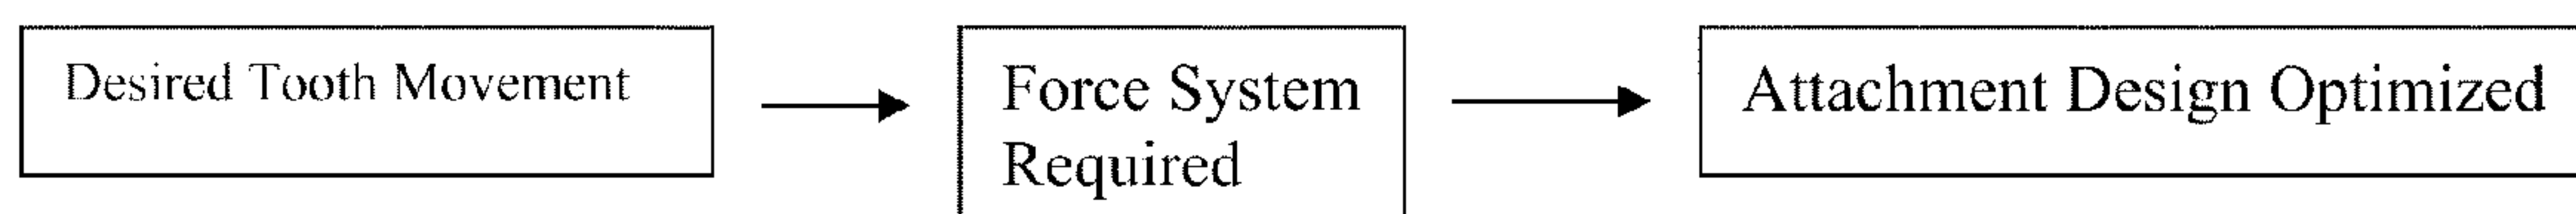 Desired Tooth Movement
Force System
Required
Attachment Design Optimized